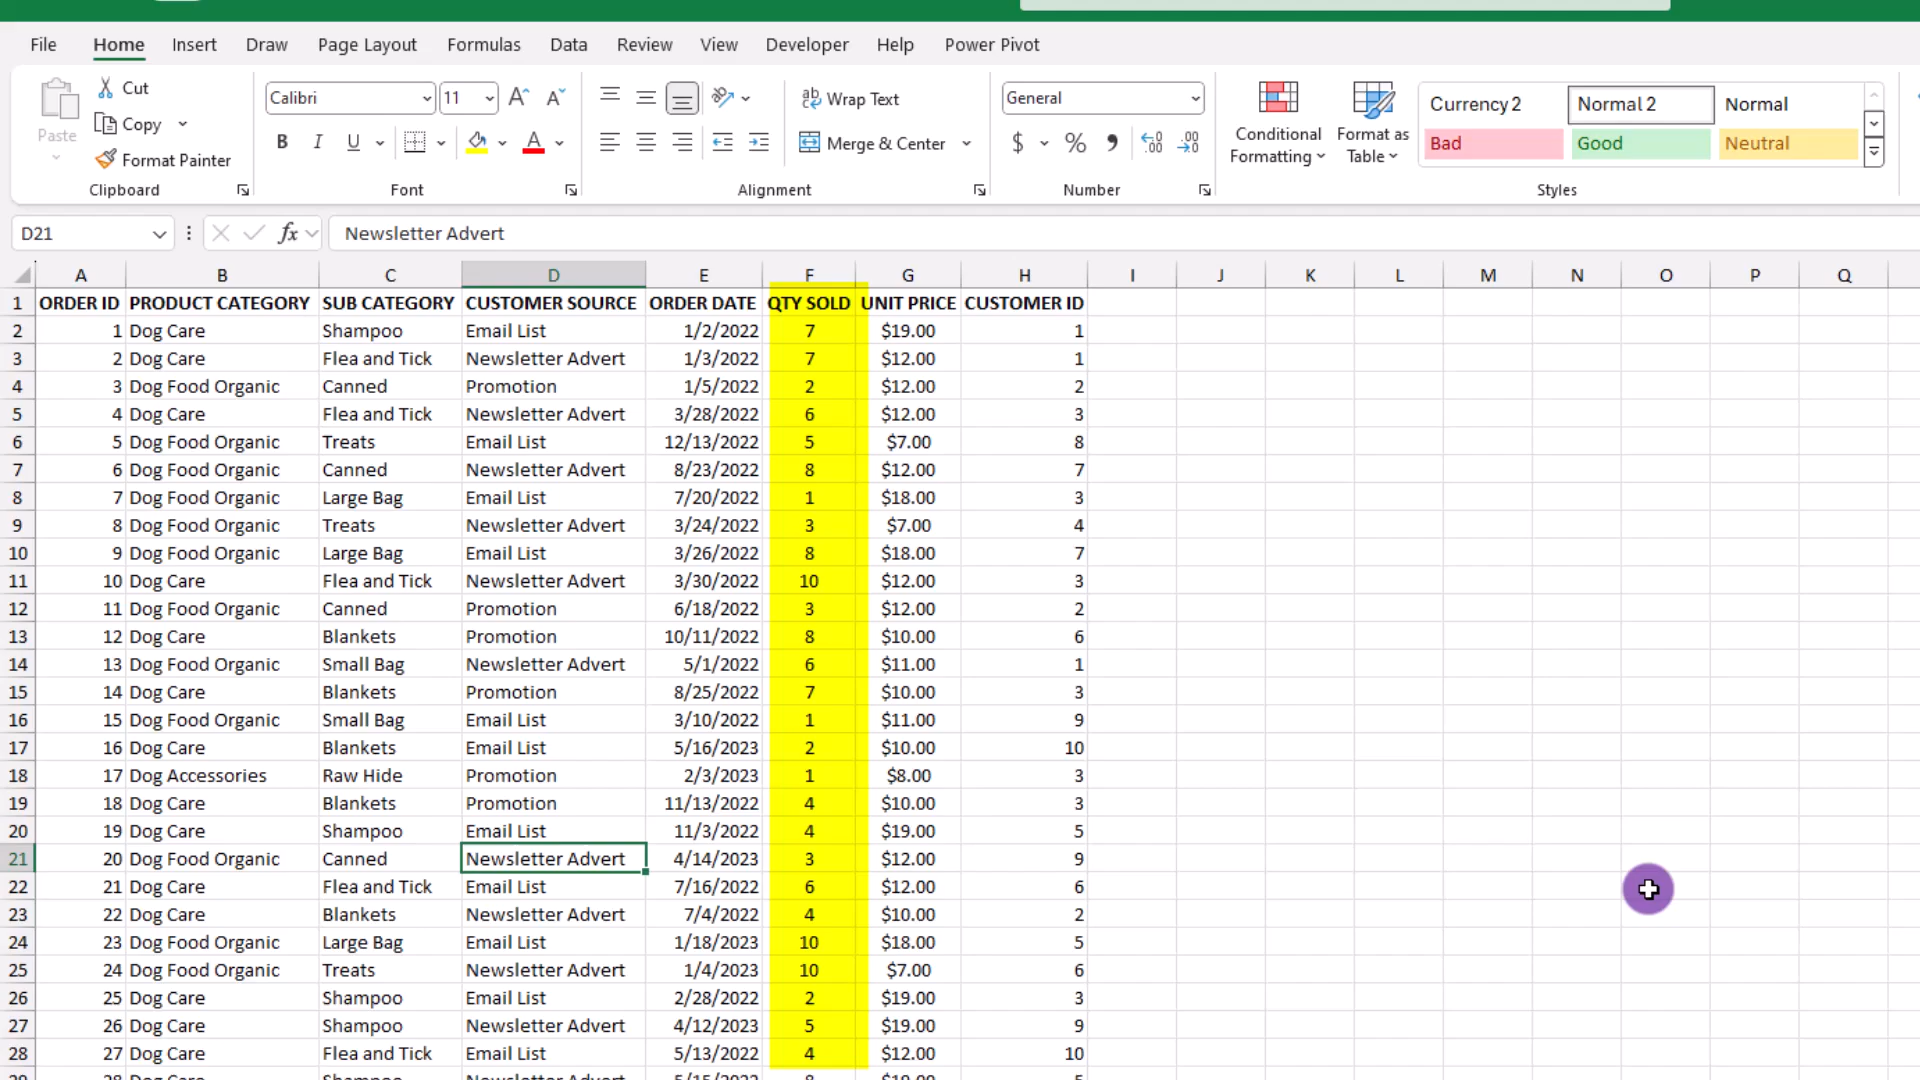 File Home Insert Draw Page Layout Formulas Data Review View Developer Help Power Pivot
Paste Cut Copy Format Painter
Clipboard
Calibri 11
B I U A
Font
ab Wrap Text
Merge & Center
Alignment
General
$ % 9 .00 .00
Number
Conditional Formatting
Format as Table
Currency 2 Normal 2 Normal
Bad Good Neutral
Styles
D21 fx Newsletter Advert
A B C D E F G H I J K L M N O P Q
1 ORDER ID PRODUCT CATEGORY SUB CATEGORY CUSTOMER SOURCE ORDER DATE QTY SOLD UNIT PRICE CUSTOMER ID
2 1 Dog Care Shampoo Email List 1/2/2022 7 $19.00 1
3 2 Dog Care Flea and Tick Newsletter Advert 1/3/2022 7 $12.00 1
4 3 Dog Food Organic Canned Promotion 1/5/2022 2 $12.00 2
5 4 Dog Care Flea and Tick Newsletter Advert 3/28/2022 6 $12.00 3
6 5 Dog Food Organic Treats Email List 12/13/2022 5 $7.00 8
7 6 Dog Food Organic Canned Newsletter Advert 8/23/2022 8 $12.00 7
8 7 Dog Food Organic Large Bag Email List 7/20/2022 1 $18.00 3
9 8 Dog Food Organic Treats Newsletter Advert 3/24/2022 3 $7.00 4
10 9 Dog Food Organic Large Bag Email List 3/26/2022 8 $18.00 7
11 10 Dog Care Flea and Tick Newsletter Advert 3/30/2022 10 $12.00 3
12 11 Dog Food Organic Canned Promotion 6/18/2022 3 $12.00 2
13 12 Dog Care Blankets Promotion 10/11/2022 8 $10.00 6
14 13 Dog Food Organic Small Bag Newsletter Advert 5/1/2022 6 $11.00 1
15 14 Dog Care Blankets Promotion 8/25/2022 7 $10.00 3
16 15 Dog Food Organic Small Bag Email List 3/10/2022 1 $11.00 9
17 16 Dog Care Blankets Email List 5/16/2023 2 $10.00 10
18 17 Dog Accessories Raw Hide Promotion 2/3/2023 1 $8.00 3
19 18 Dog Care Blankets Promotion 11/13/2022 4 $10.00 3
20 19 Dog Care Shampoo Email List 11/3/2022 4 $19.00 5
21 20 Dog Food Organic Canned Newsletter Advert 4/14/2023 3 $12.00 9
22 21 Dog Care Flea and Tick Email List 7/16/2022 6 $12.00 6
23 22 Dog Care Blankets Newsletter Advert 7/4/2022 4 $10.00 2
24 23 Dog Food Organic Large Bag Email List 1/18/2023 10 $18.00 5
25 24 Dog Food Organic Treats Newsletter Advert 1/4/2023 10 $7.00 6
26 25 Dog Care Shampoo Email List 2/28/2022 2 $19.00 3
27 26 Dog Care Shampoo Newsletter Advert 4/12/2023 5 $19.00 9
28 27 Dog Care Flea and Tick Email List 5/13/2022 4 $12.00 10